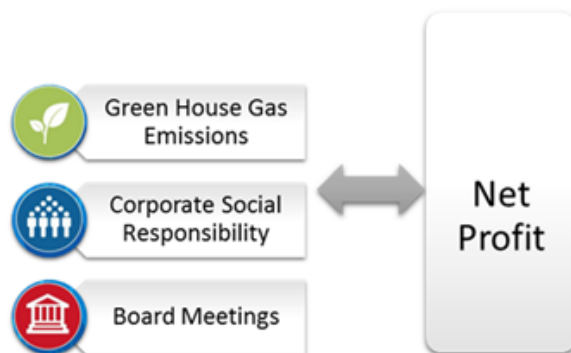 Green House Gas
Emissions
Corporate Social
Responsibility
Board Meetings
Net
Profit